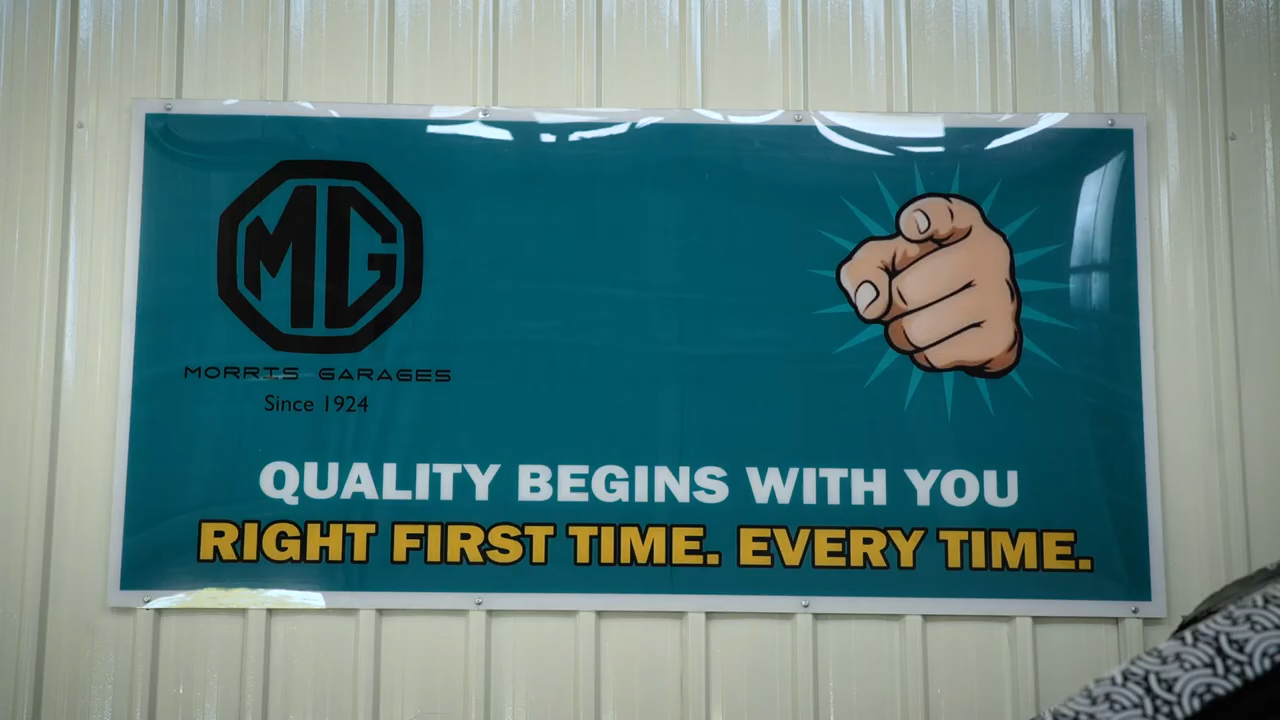 MG
MORRIS GARAGES
Since 1924
QUALITY BEGINS WITH YOU
RIGHT FIRST TIME. EVERY TIME.